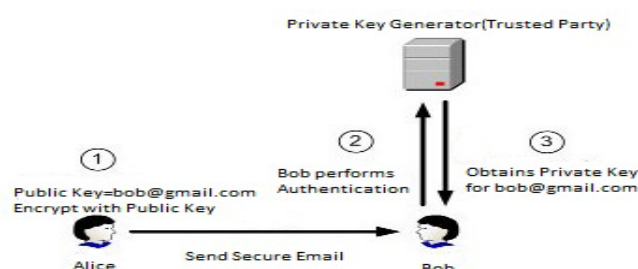 Private Key Generator(Trusted Party)
1
Public Key=bob@gmail.com
Encrypt with Public Key
2
Bob performs
Authentication
3
Obtains Private Key
for bob@gmail.com
Send Secure Email
Alice
Bob